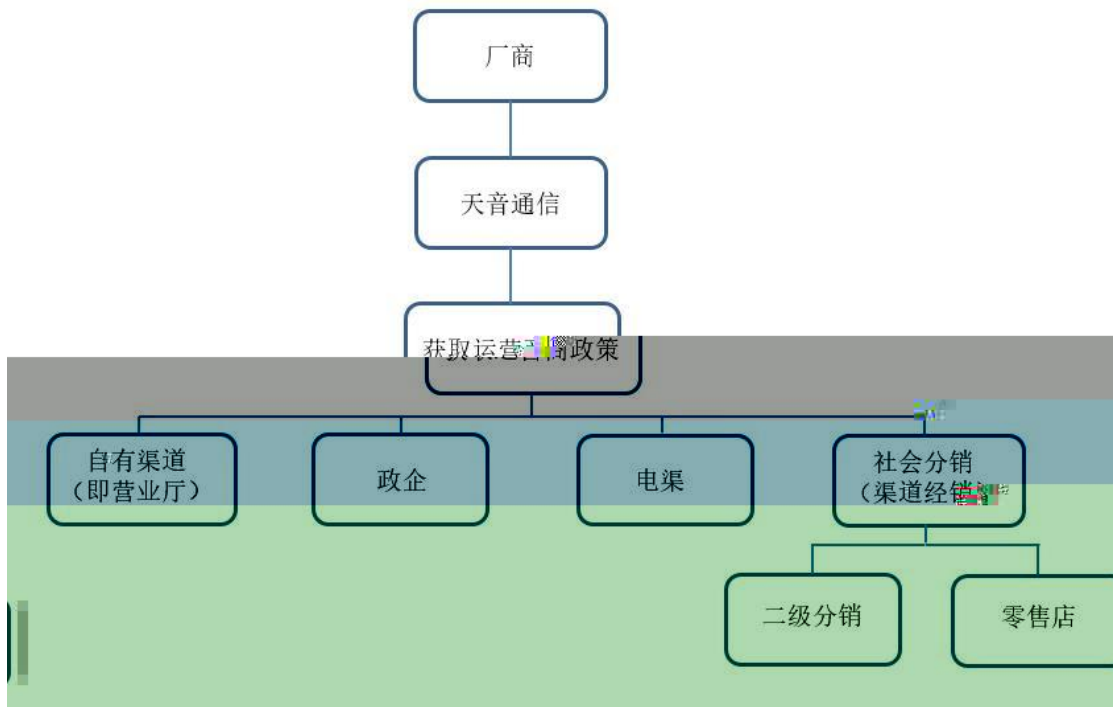 厂商
天音通信
获取运营商政策
自有渠道
（即营业厅）
政企
电渠
社会分销
（渠道经销
二级分销
零售店